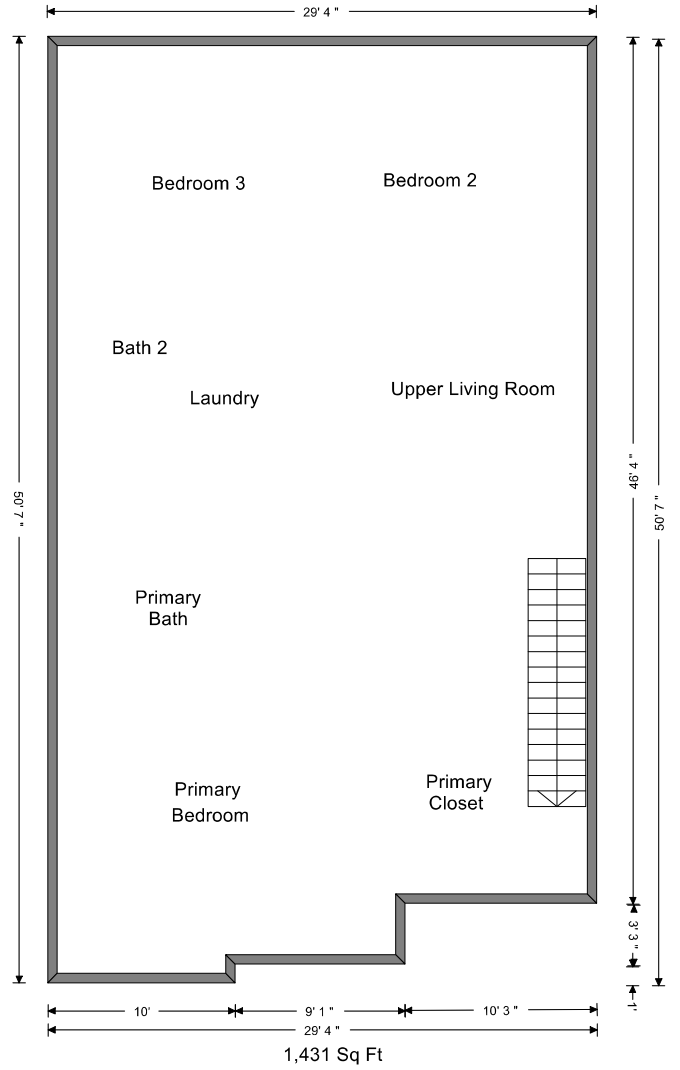 29' 4 "
Bedroom 3
Bedroom 2
Bath 2
Laundry
Upper Living Room
46' 4 "
50' 7 "
50' 7 "
Primary
Bath
Primary
Bedroom
Primary
Closet
3' 3 "
1'
10'
9' 1 "
10' 3 "
29' 4 "
1,431 Sq Ft